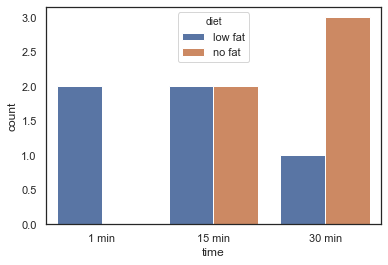 diet
low fat
no fat
3.0
2.5
2.0
1.5
1.0
0.5
0.0
count
1 min
15 min
30 min
time